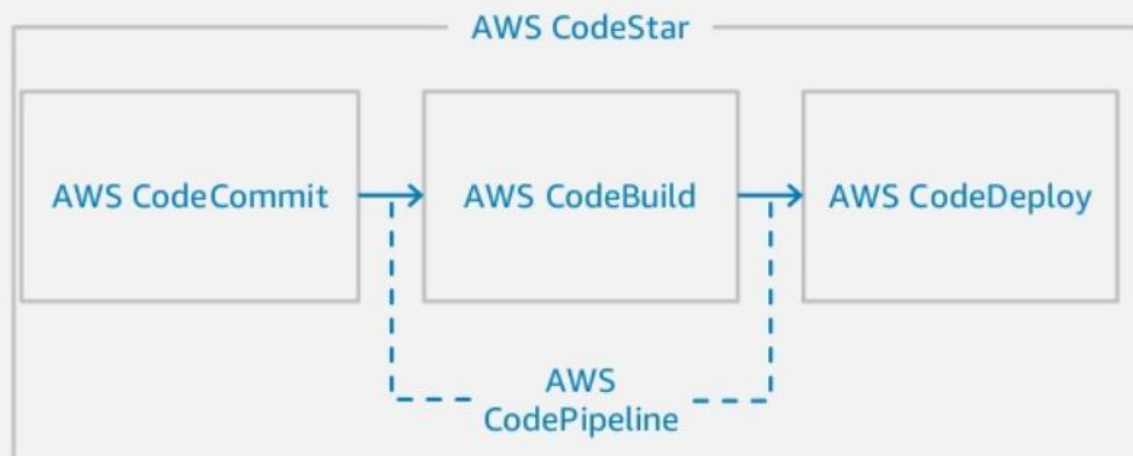 AWS CodeStar
AWS CodeCommit
AWS CodeBuild
AWS CodeDeploy
AWS
CodePipeline